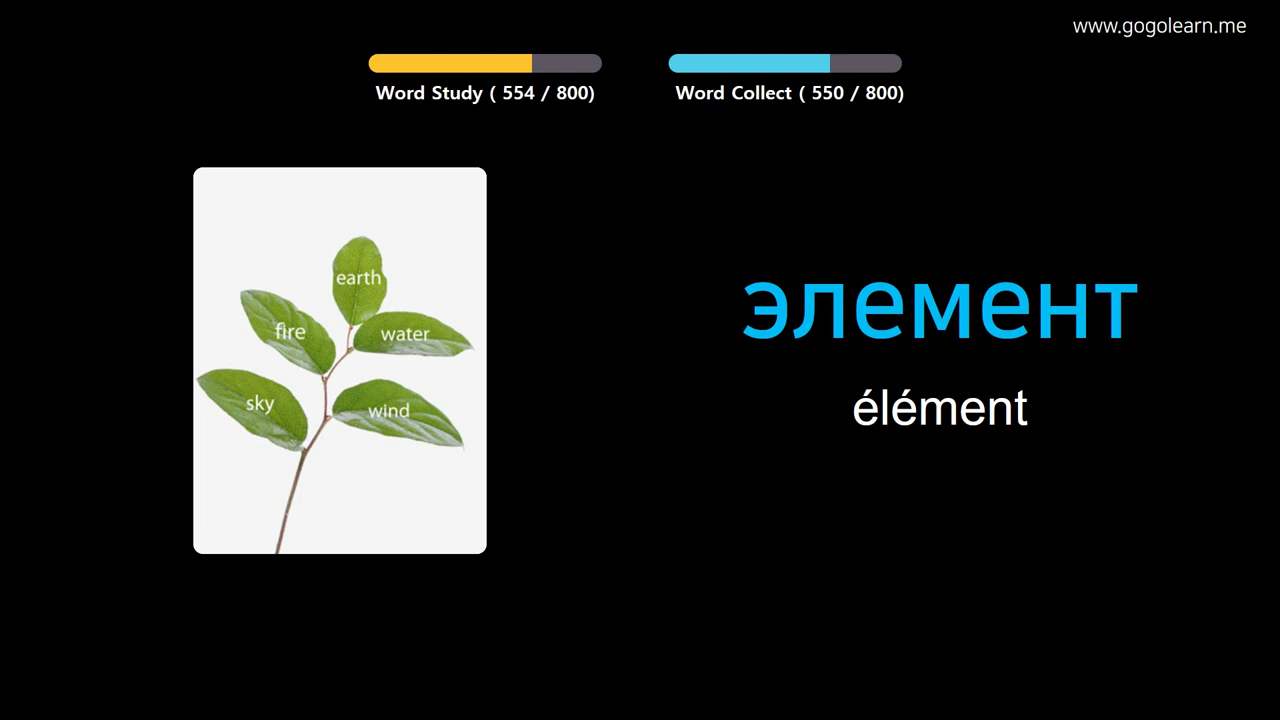 www.gogolearn.me
Word Study ( 554 / 800)
Word Collect ( 550 / 800)
earth
fire
water
sky
wind
элемент
élément